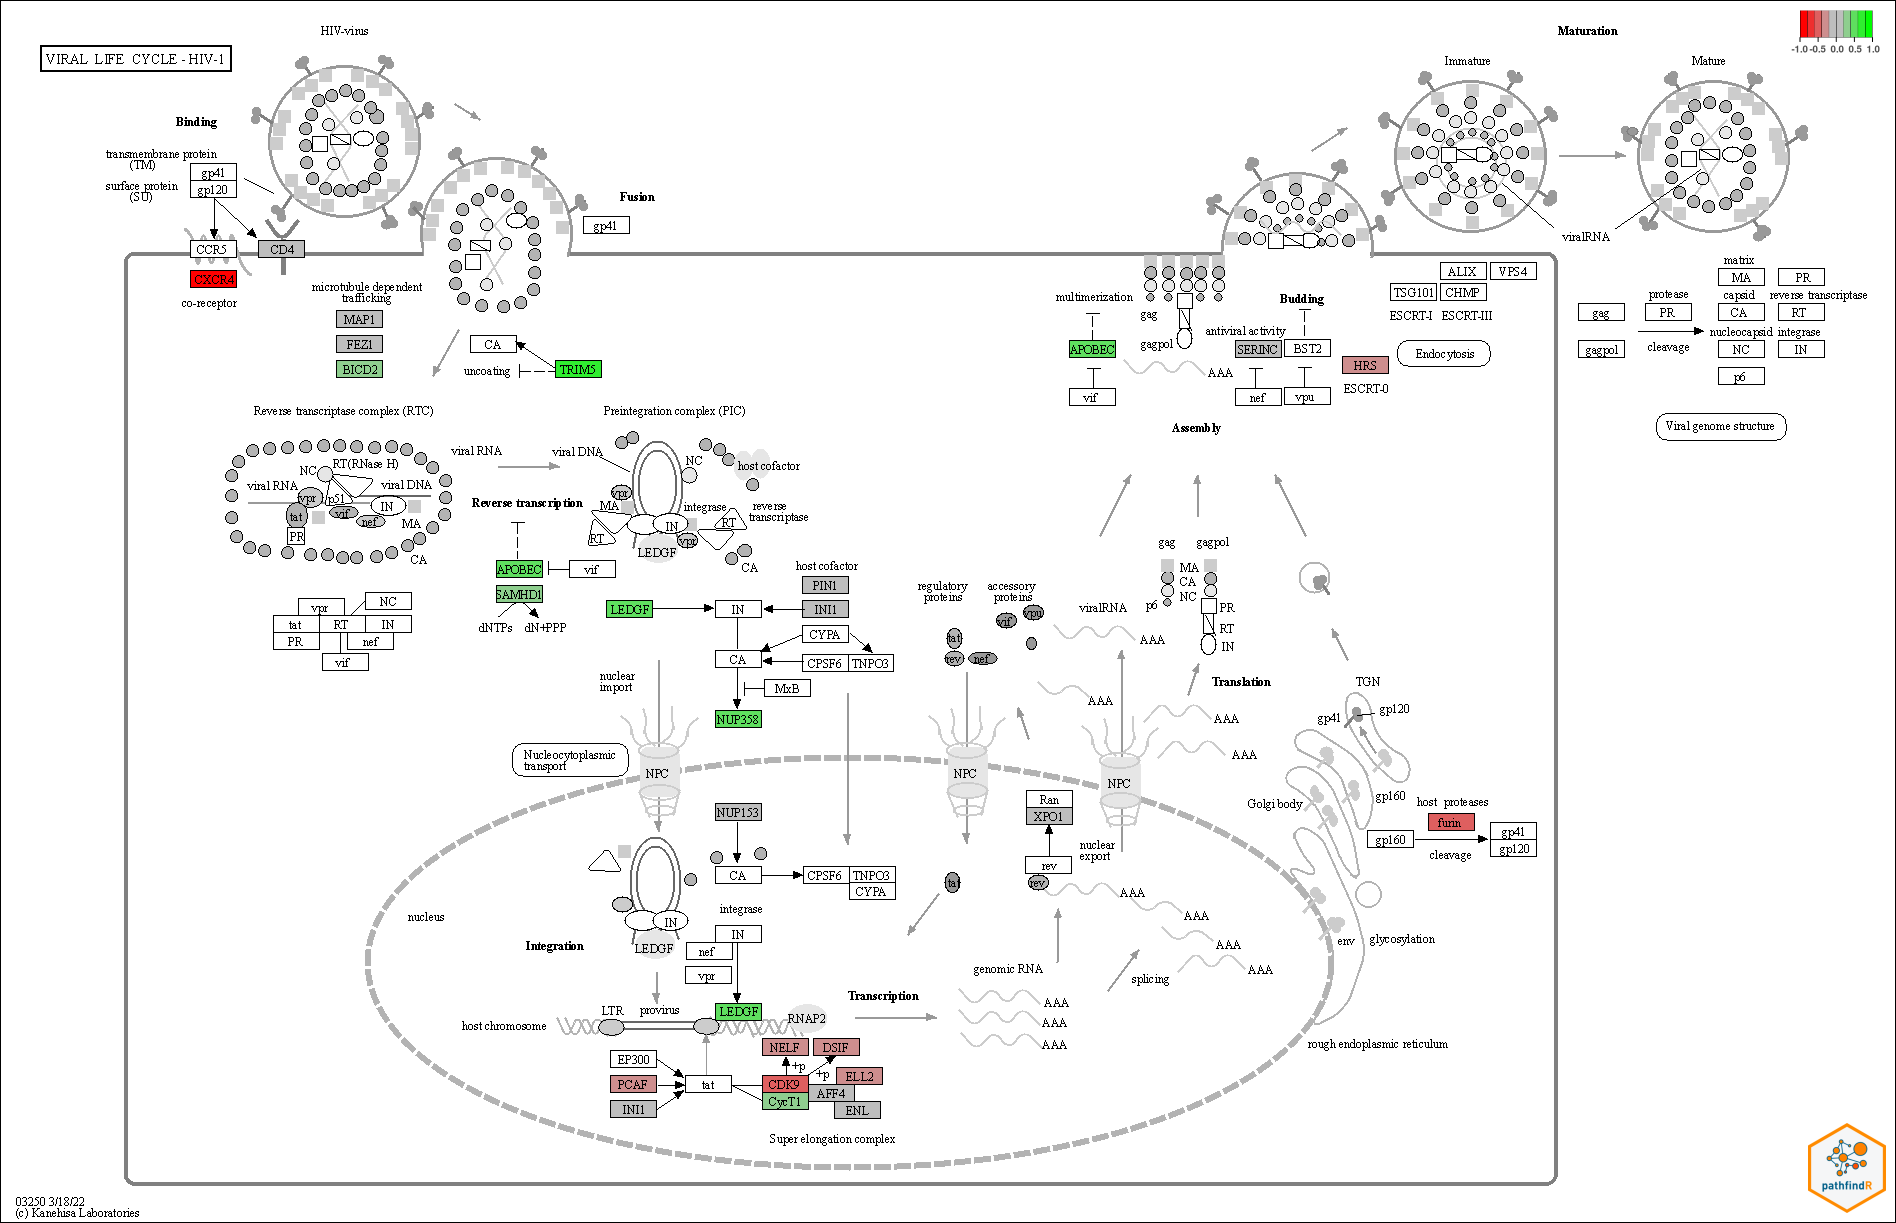 HIV-virus
Maturation
-1.0 -0.5 0.0 0.5 1.0
VIRAL LIFE CYCLE - HIV-1
Immature
Mature
Binding
transmembrane protein
(TM)
gp41
surface protein
(SU)
gp120
Fusion
gp41
CCR5
CD4
CXCR4
co-receptor
viralRNA
microtubule dependent
trafficking
MAP1
FEZ1
BICD2
CA
uncoating
TRIM5
multimerization
gag
gagpol
APOBEC
vif
AAA
Budding
antiviral activity
SERINC
BST2
nef
vpu
HRS
ESCRT-0
ALIX
VPS4
TSG101
CHMP
ESCRT-I
ESCRT-III
Endocytosis
Assembly
gag
gagpol
protease
PR
cleavage
matrix
MA
PR
capsid
reverse transcriptase
CA
RT
nucleocapsid
integrase
NC
IN
p6
Viral genome structure
Reverse transcriptase complex (RTC)
NC
RT(RNase H)
viral RNA
viral DNA
vpr
p51
tat
vif
nef
IN
MA
PR
CA
viral RNA
Reverse transcription
Preintegration complex (PIC)
viral DNA
NC
host cofactor
vpr
MA
integrase
reverse
transcriptase
IN
RT
RT
vpr
LEDGF
CA
APOBEC
vif
SAMHD1
dNTPs
dN+PPP
vpr
NC
tat
RT
IN
PR
nef
vif
host cofactor
PIN1
LEDGF
IN
INI1
CYPA
CA
CPSF6
TNPO3
MxB
NUP358
nuclear
import
Nucleocytoplasmic
transport
NPC
NPC
NPC
regulatory
proteins
accessory
proteins
tat
rev
nef
vif
vpu
viralRNA
AAA
AAA
gag
gagpol
MA
CA
NC
p6
PR
RT
IN
Translation
AAA
AAA
TGN
gp41
gp120
gp160
Golgi body
host proteases
furin
gp160
cleavage
gp41
gp120
env
glycosylation
rough endoplasmic reticulum
nucleus
NUP153
CA
CPSF6
TNPO3
CYPA
Ran
XPO1
rev
nuclear
export
rev
tat
AAA
AAA
AAA
AAA
splicing
genomic RNA
AAA
AAA
AAA
Integration
IN
LEDGF
integrase
IN
nef
vpr
LEDGF
LTR
provirus
host chromosome
RNAP2
Transcription
EP300
PCAF
INI1
tat
NELF
DSIF
+p
+p
CDK9
CycT1
ELL2
AFF4
ENL
Super elongation complex
pathfindR
03250 3/18/22
(c) Kanehisa Laboratories